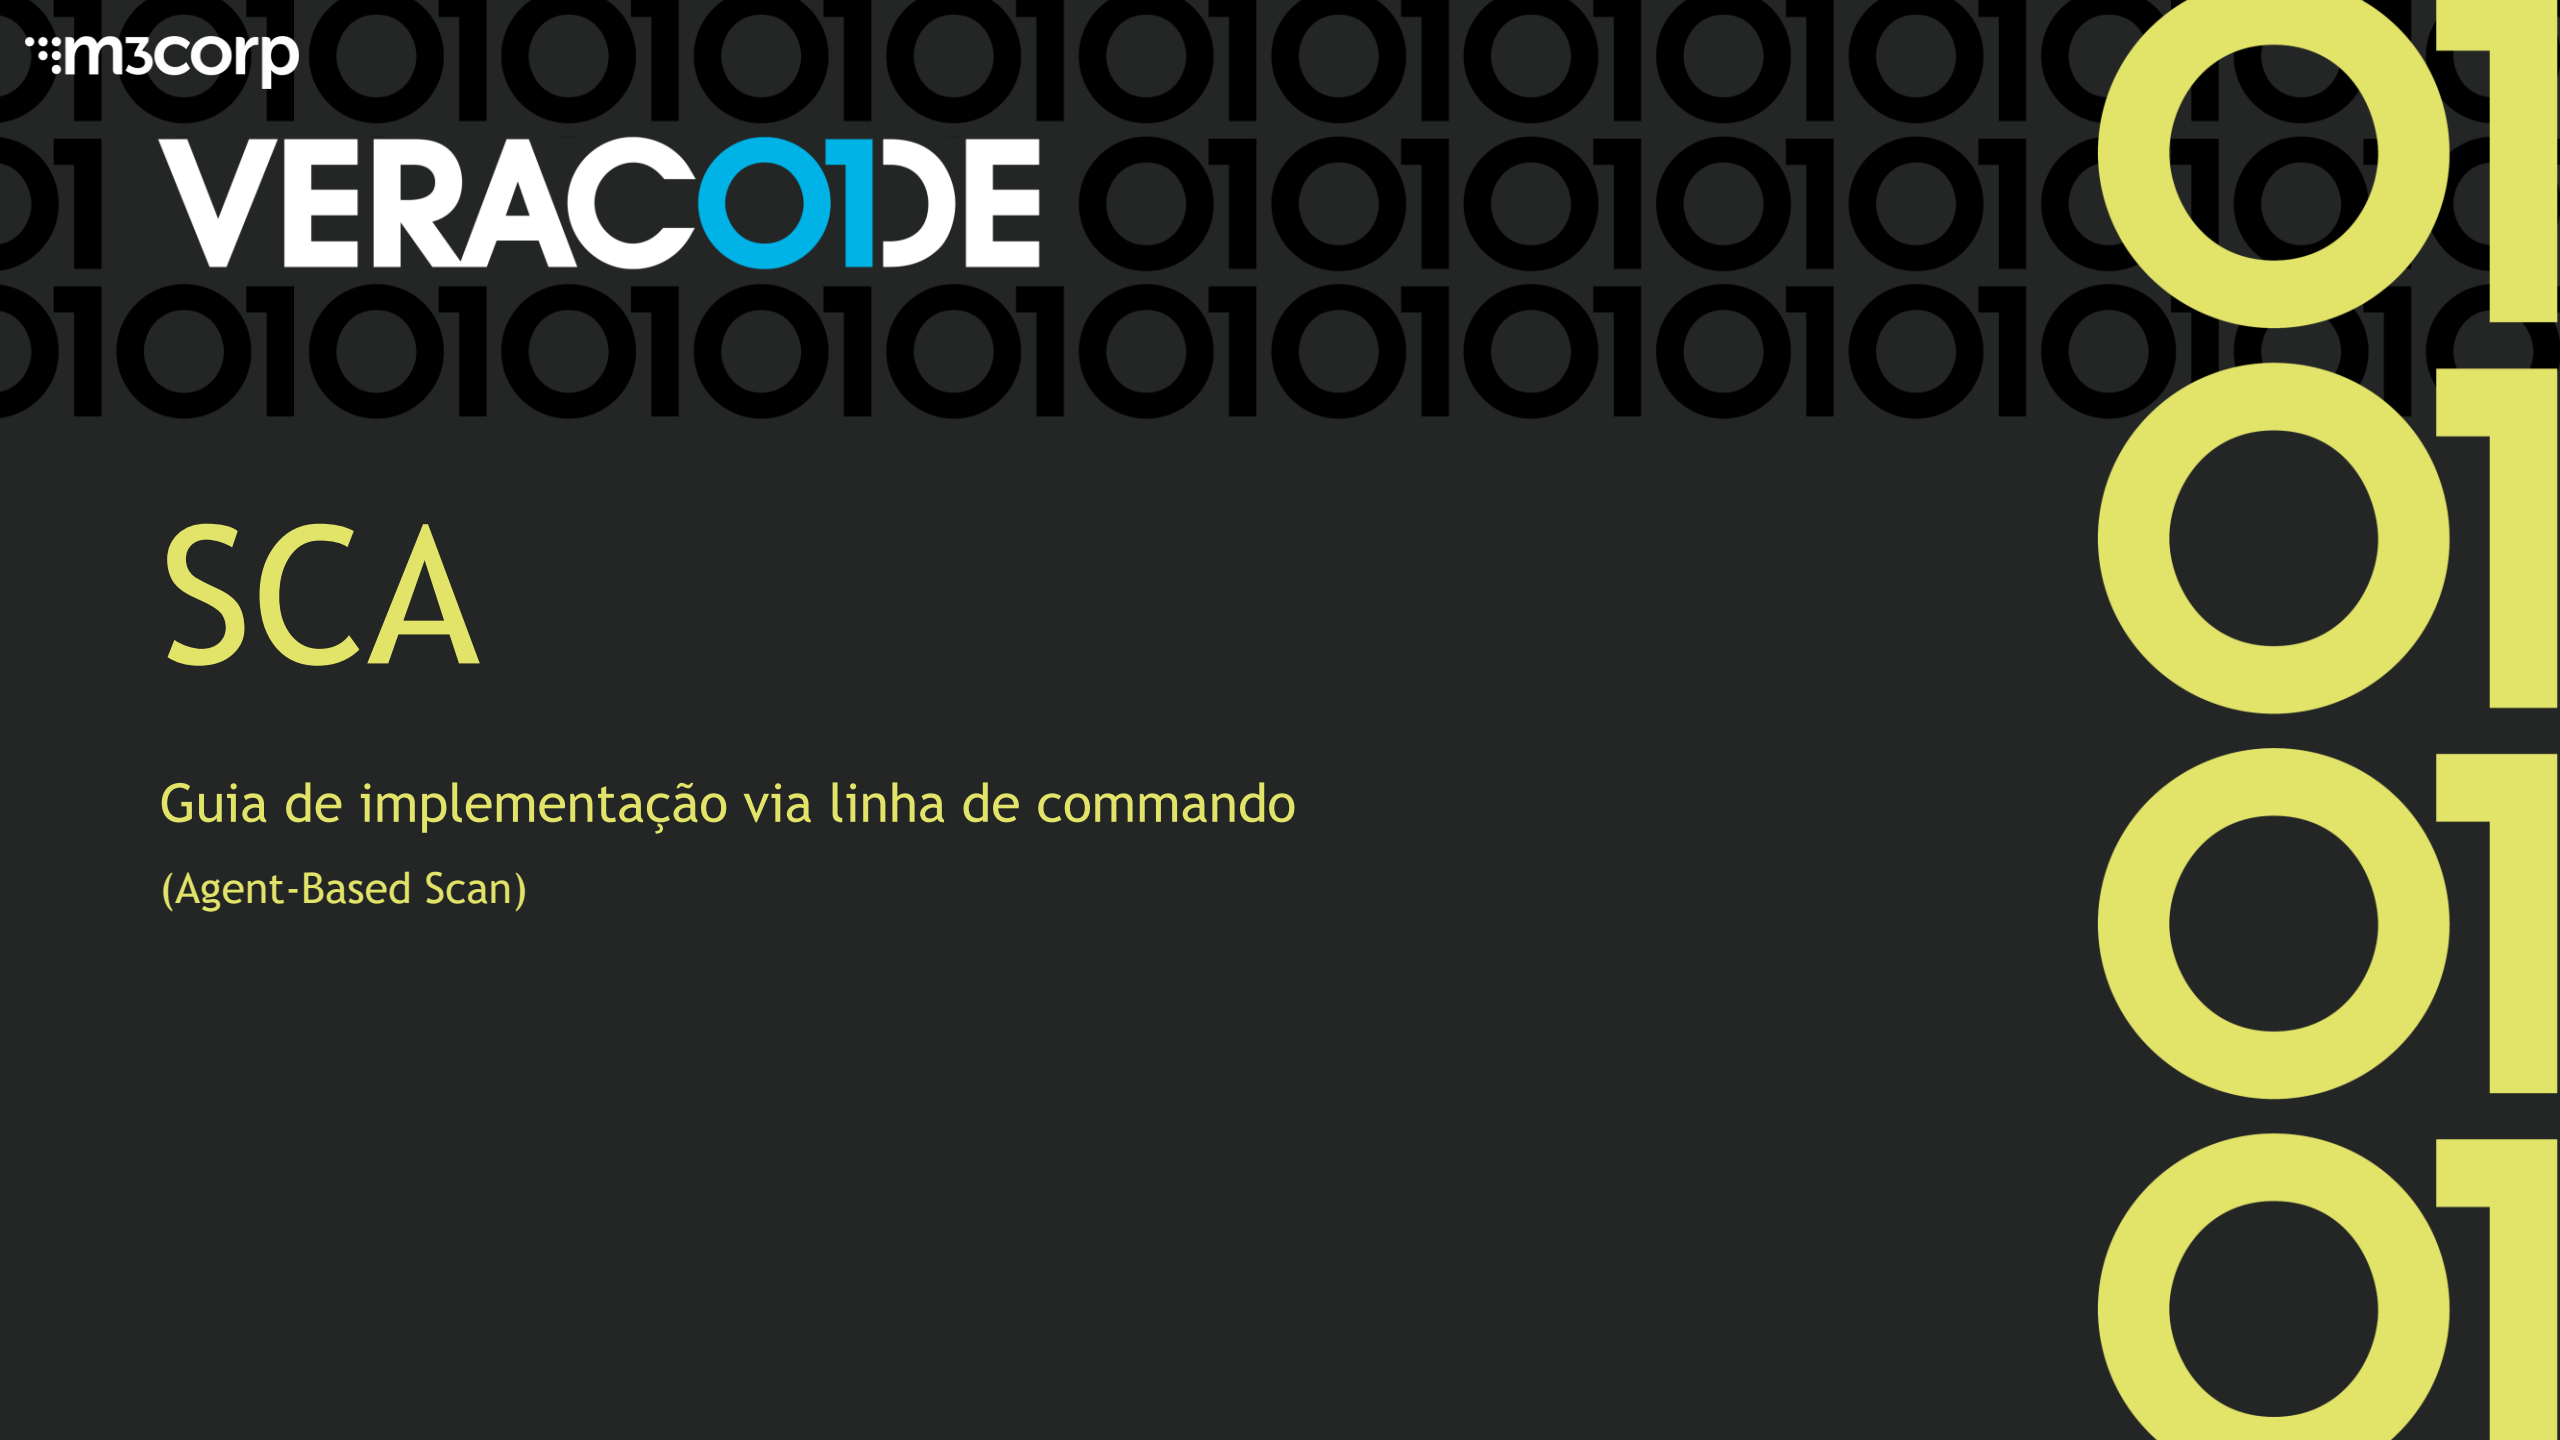 m3corp
VERACODE
SCA
Guia de implementação via linha de commando
(Agent-Based Scan)